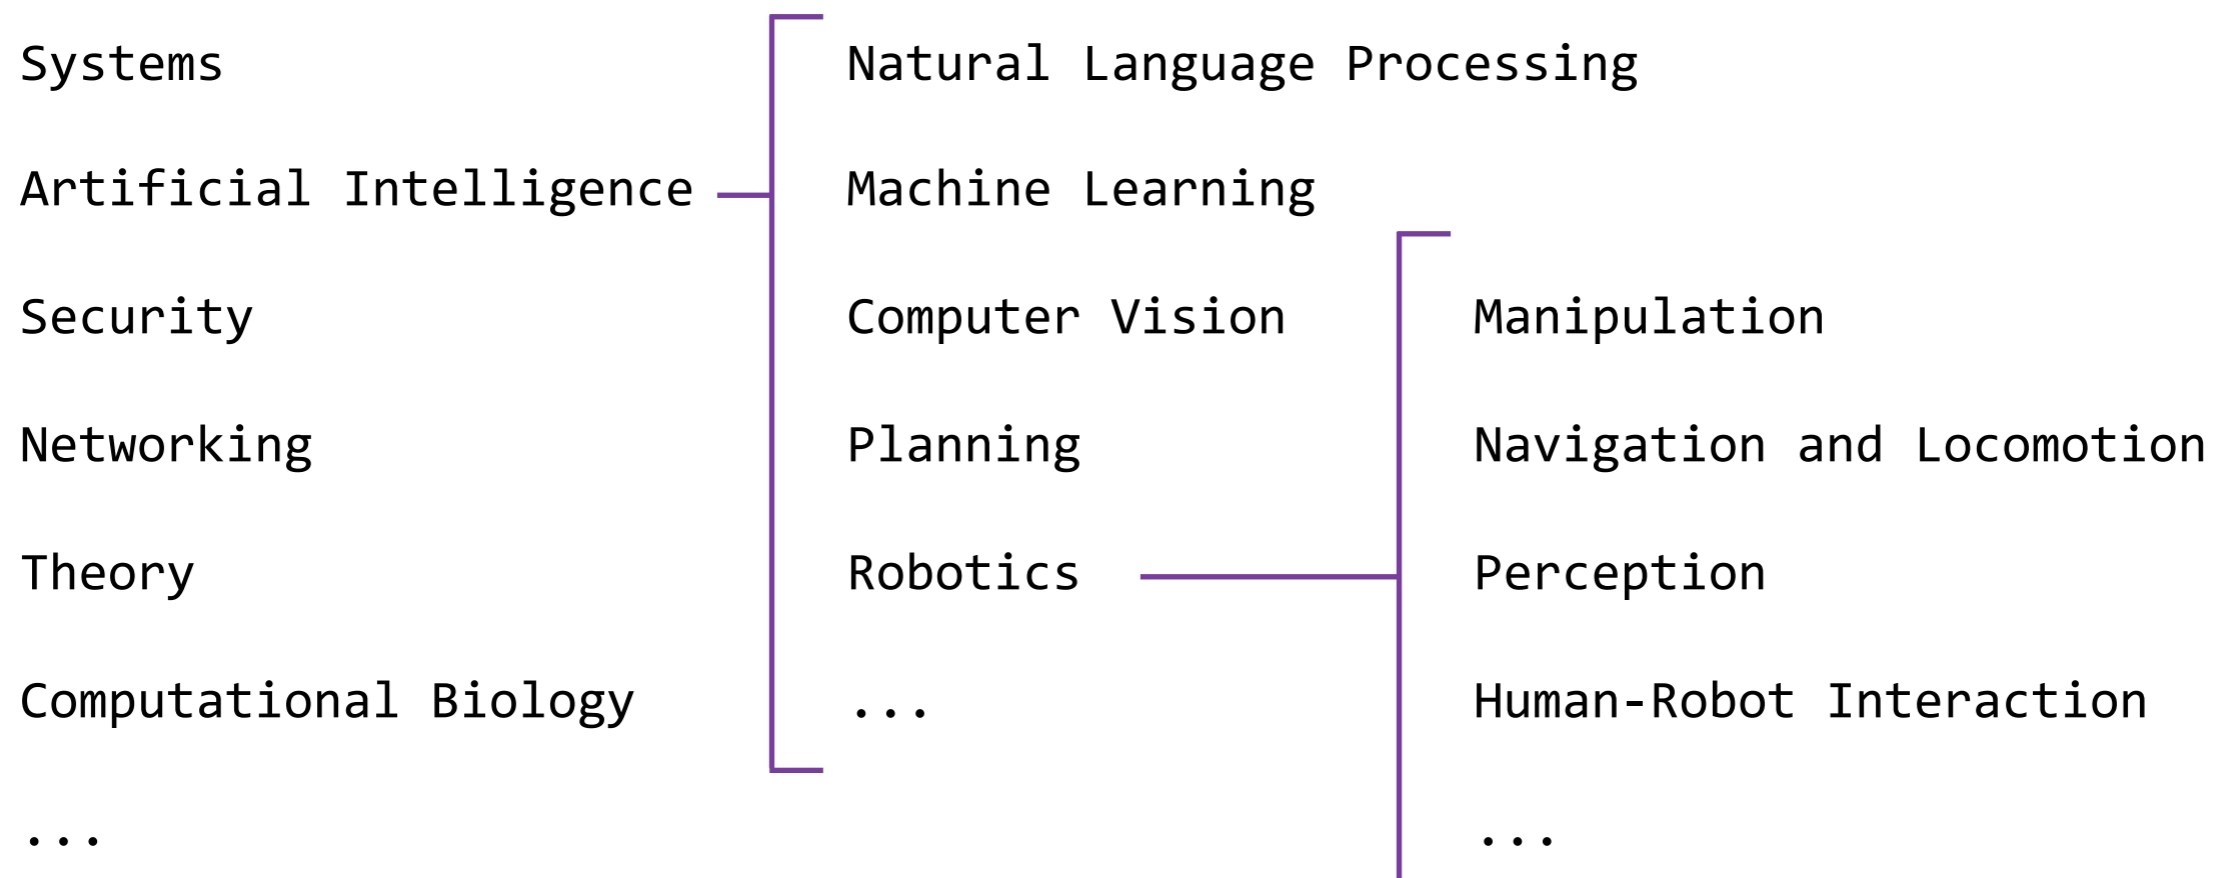 Systems
Artificial Intelligence
Security
Networking
Theory
Computational Biology
...
Natural Language Processing
Machine Learning
Computer Vision
Planning
Robotics
...
Manipulation
Navigation and Locomotion
Perception
Human-Robot Interaction
...